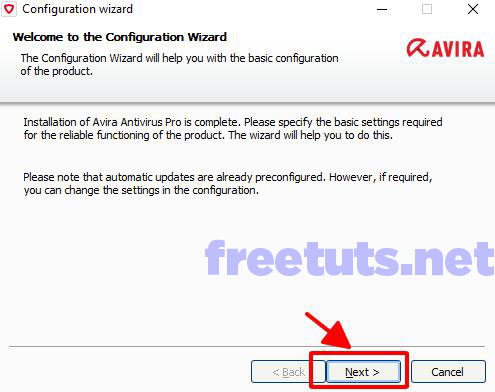 Configuration wizard
Welcome to the Configuration Wizard
The Configuration Wizard will help you with the basic configuration
of the product.
AVIRA
Installation of Avira Antivirus Pro is complete. Please specify the basic settings required
for the reliable functioning of the product. The wizard will help you to do this.
Please note that automatic updates are already preconfigured. However, if required,
you can change the settings in the configuration.
freetuts.net
< Back
Next >
Cancel